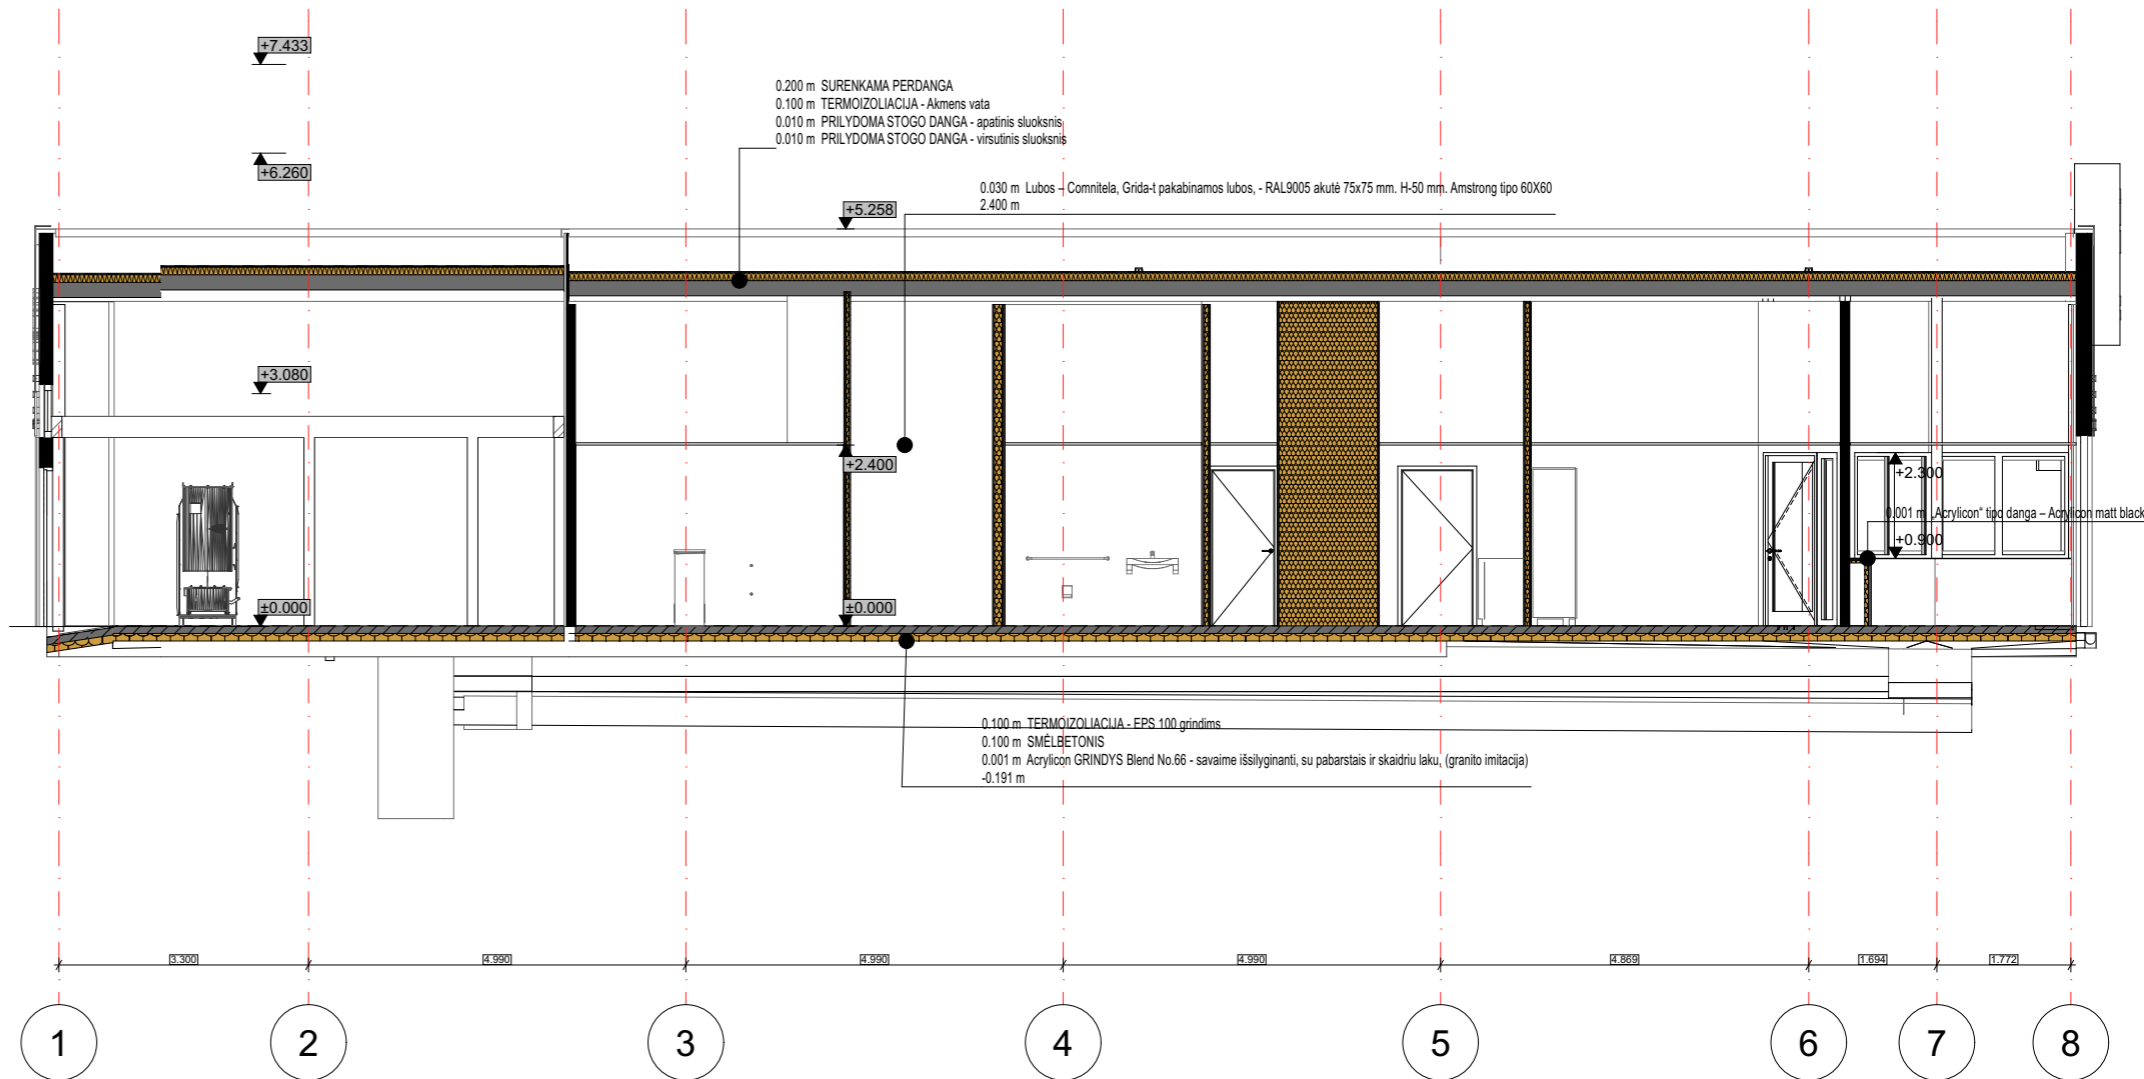 +7.433
0.200 m SURENKAMA PERDANGA
0.100 m TERMOIZOLIACIJA - Akmens vata
0.010 m PRILYDOMA STOGO DANGA - apatinis sluoksnis
0.010 m PRILYDOMA STOGO DANGA - virsutinis sluoksnis
+6.260
0.030 m Lubos – Comnitela, Grida-t pakabinamos lubos, - RAL9005 akutė 75x75 mm. H-50 mm. Amstrong tipo 60X60
2.400 m
+5.258
+3.080
+2.400
+2.300
0.001 m „Acrylicon“ tipo danga – Acrylicon matt black
+0.900
±0.000
±0.000
0.100 m TERMOIZOLIACIJA - EPS 100 grindims
0.100 m SMĖLBETONIS
0.001 m Acrylicon GRINDYS Blend No.66 - savaime išsilyginanti, su pabarstais ir skaidriu laku, (granito imitacija)
-0.191 m
3.300 4.990 4.990 4.990 4.869 1.694 1.772
1 2 3 4 5 6 7 8